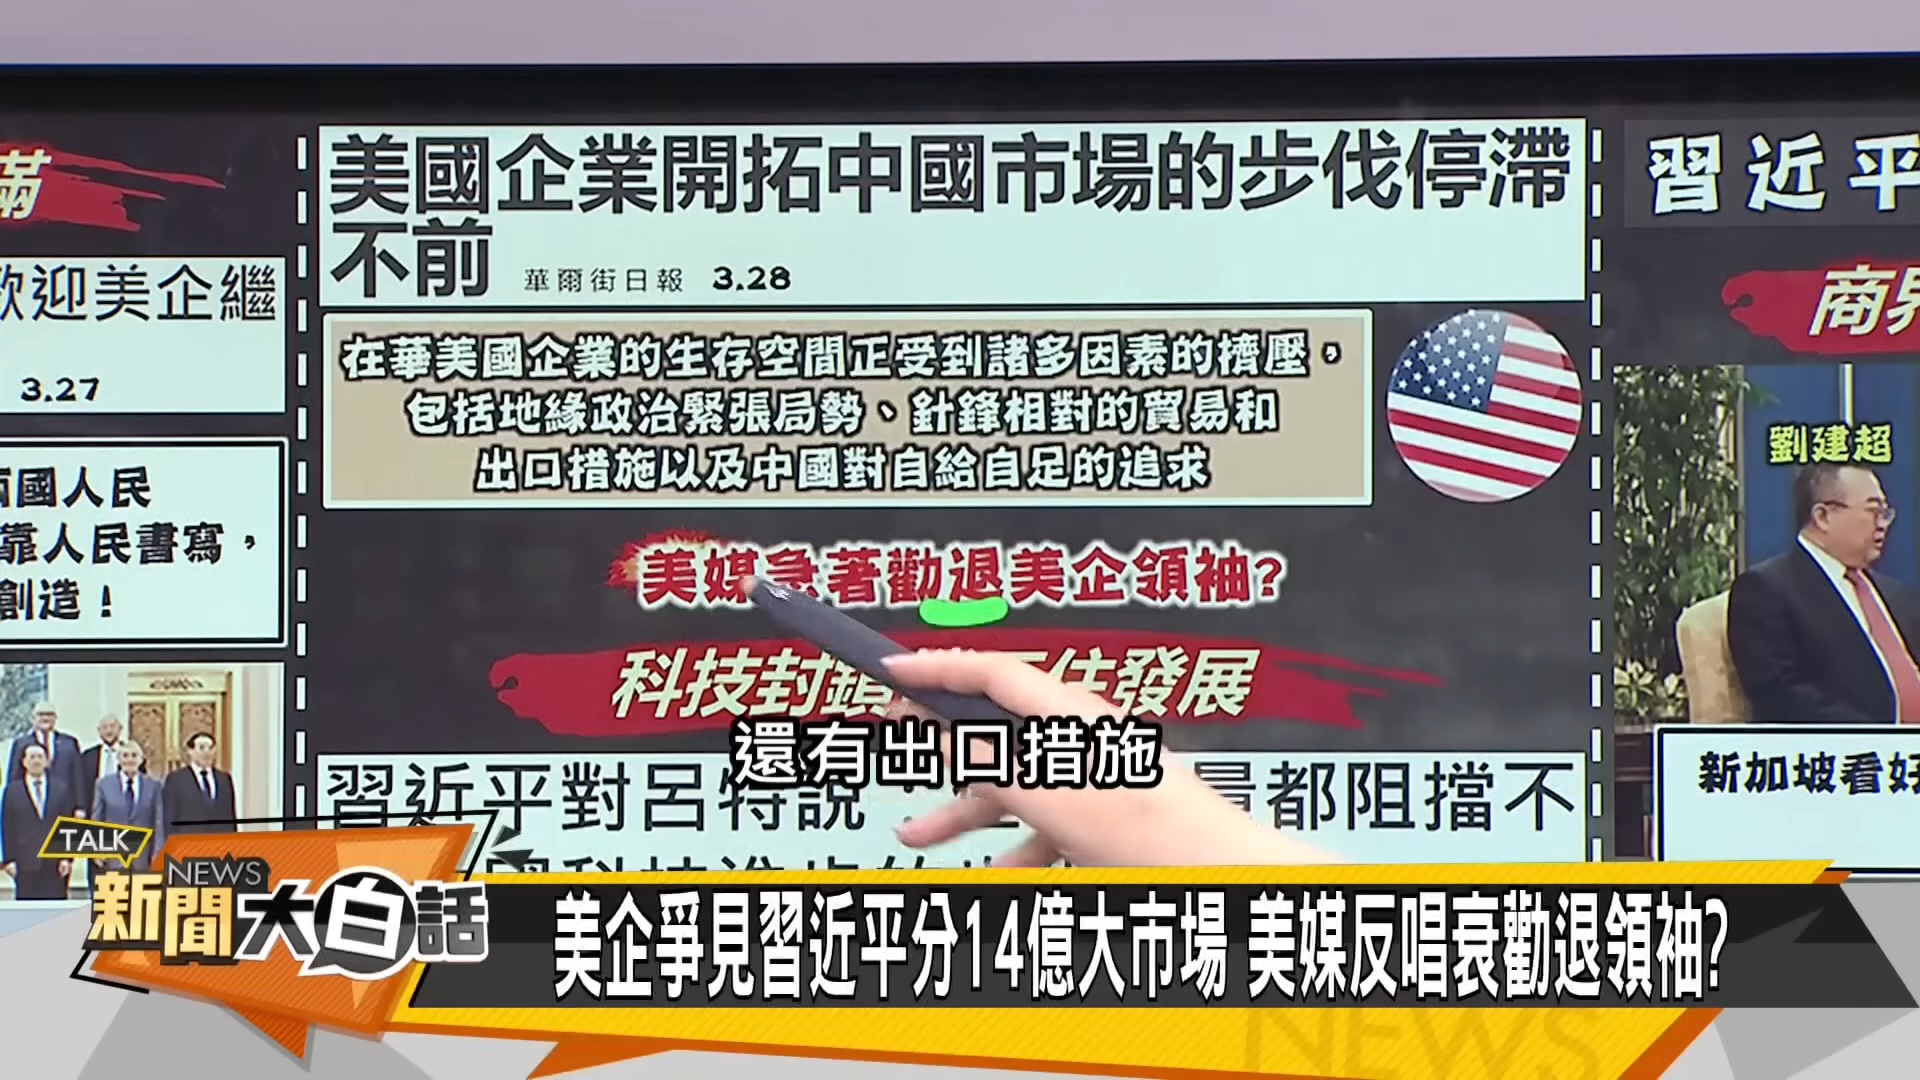 滿
歡迎美企繼
3.27
兩國人民
靠人民書寫，
創造！
美國企業開拓中國市場的步伐停滯
不前 華爾街日報 3.28
在華美國企業的生存空間正受到諸多因素的擠壓，
包括地緣政治緊張局勢、針鋒相對的貿易和
出口措施以及中國對自給自足的追求
美媒急著勸退美企領袖?
科技封鎖 不住發展
習近平對呂特說： 量都阻擋不
習近平
商界
劉建超
新加坡看好
還有出口措施
TALK
NEWS
新聞大白話
美企爭見習近平分14億大市場 美媒反唱衰勸退領袖?
NEWS